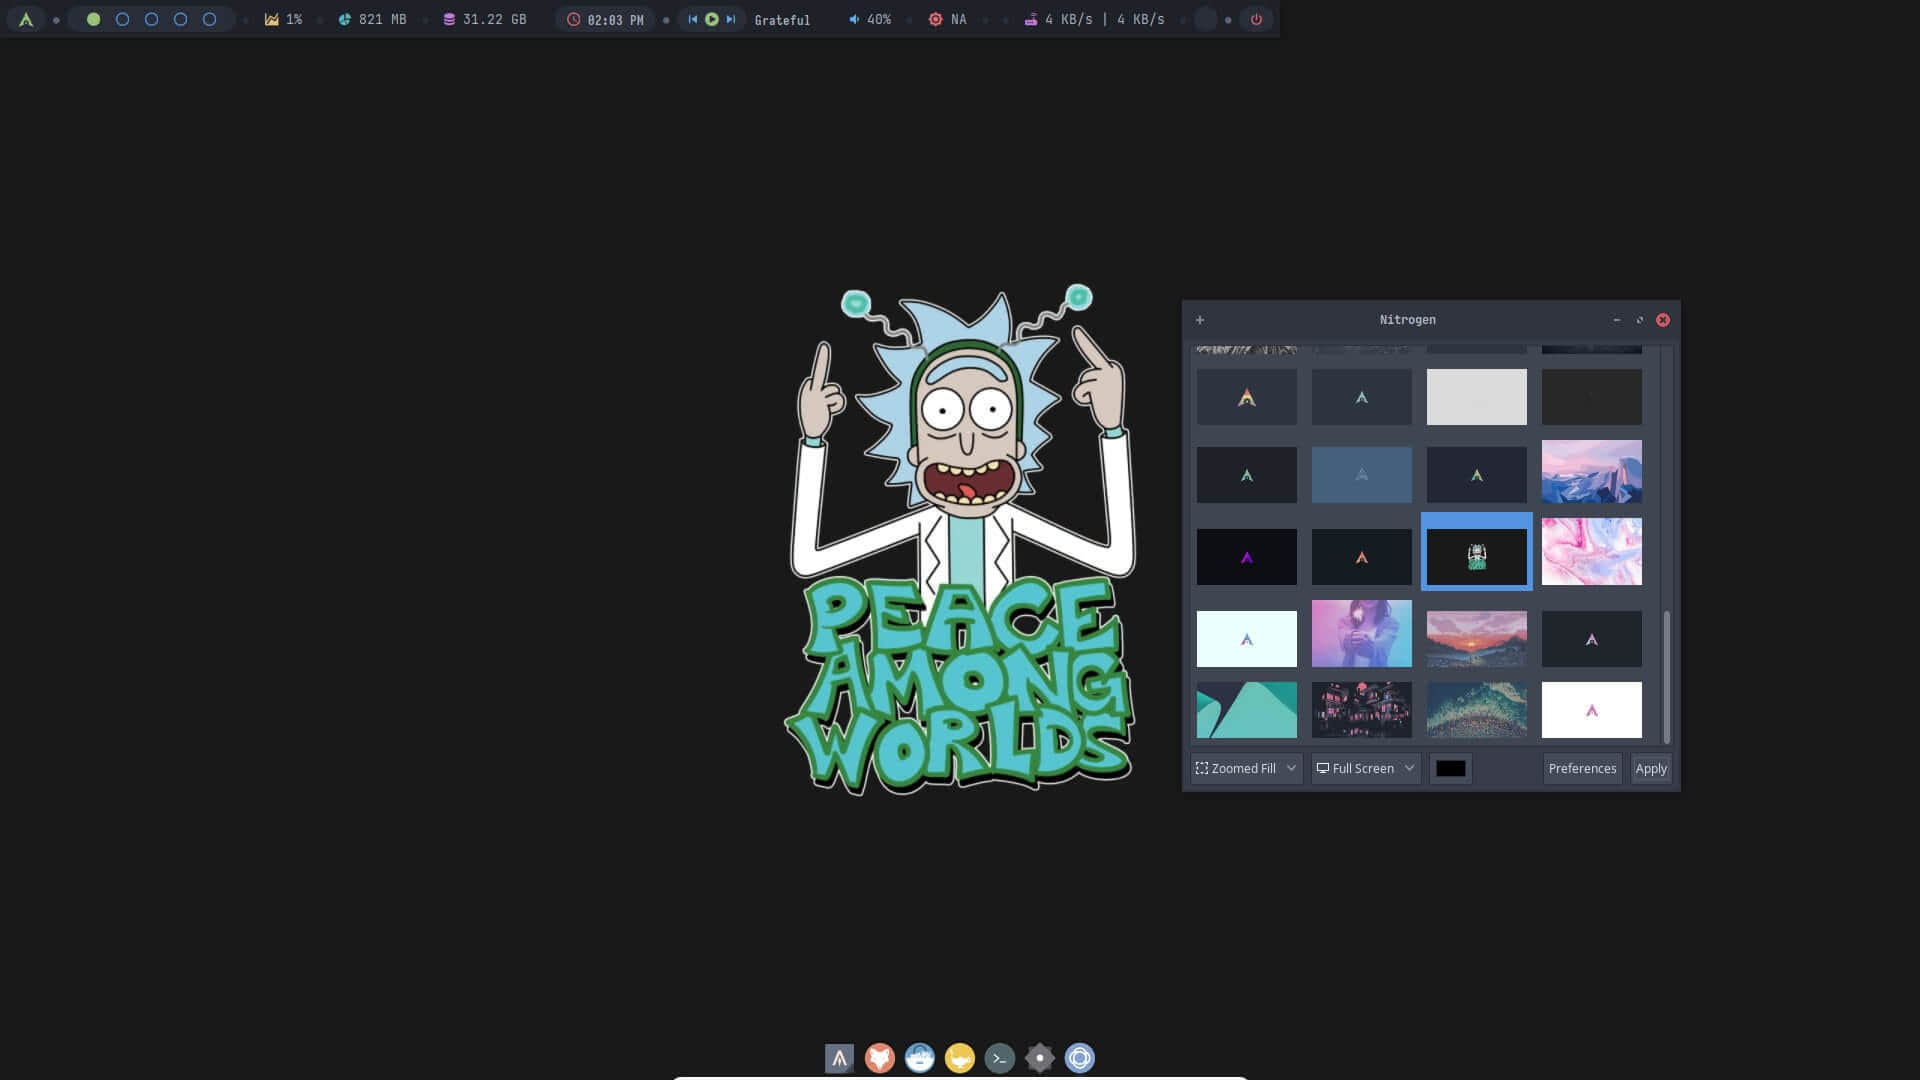 1% 821 MB 31.22 GB 02:03 PM Grateful 40% NA 4 KB/s | 4 KB/s
PEACE
AMONG
WORLDS
Nitrogen
Zoomed Fill Full Screen Preferences Apply